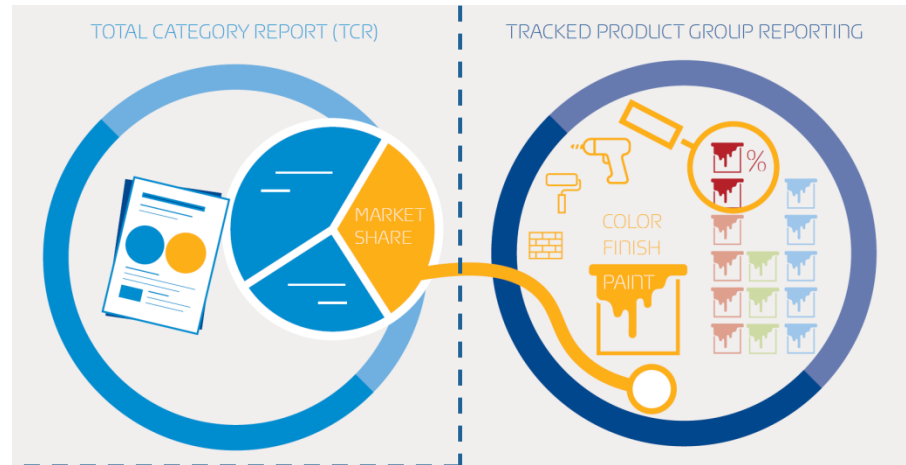 TOTAL CATEGORY REPORT (TCR)
MARKET
SHARE
TRACKED PRODUCT GROUP REPORTING
%
COLOR
FINISH
PAINT